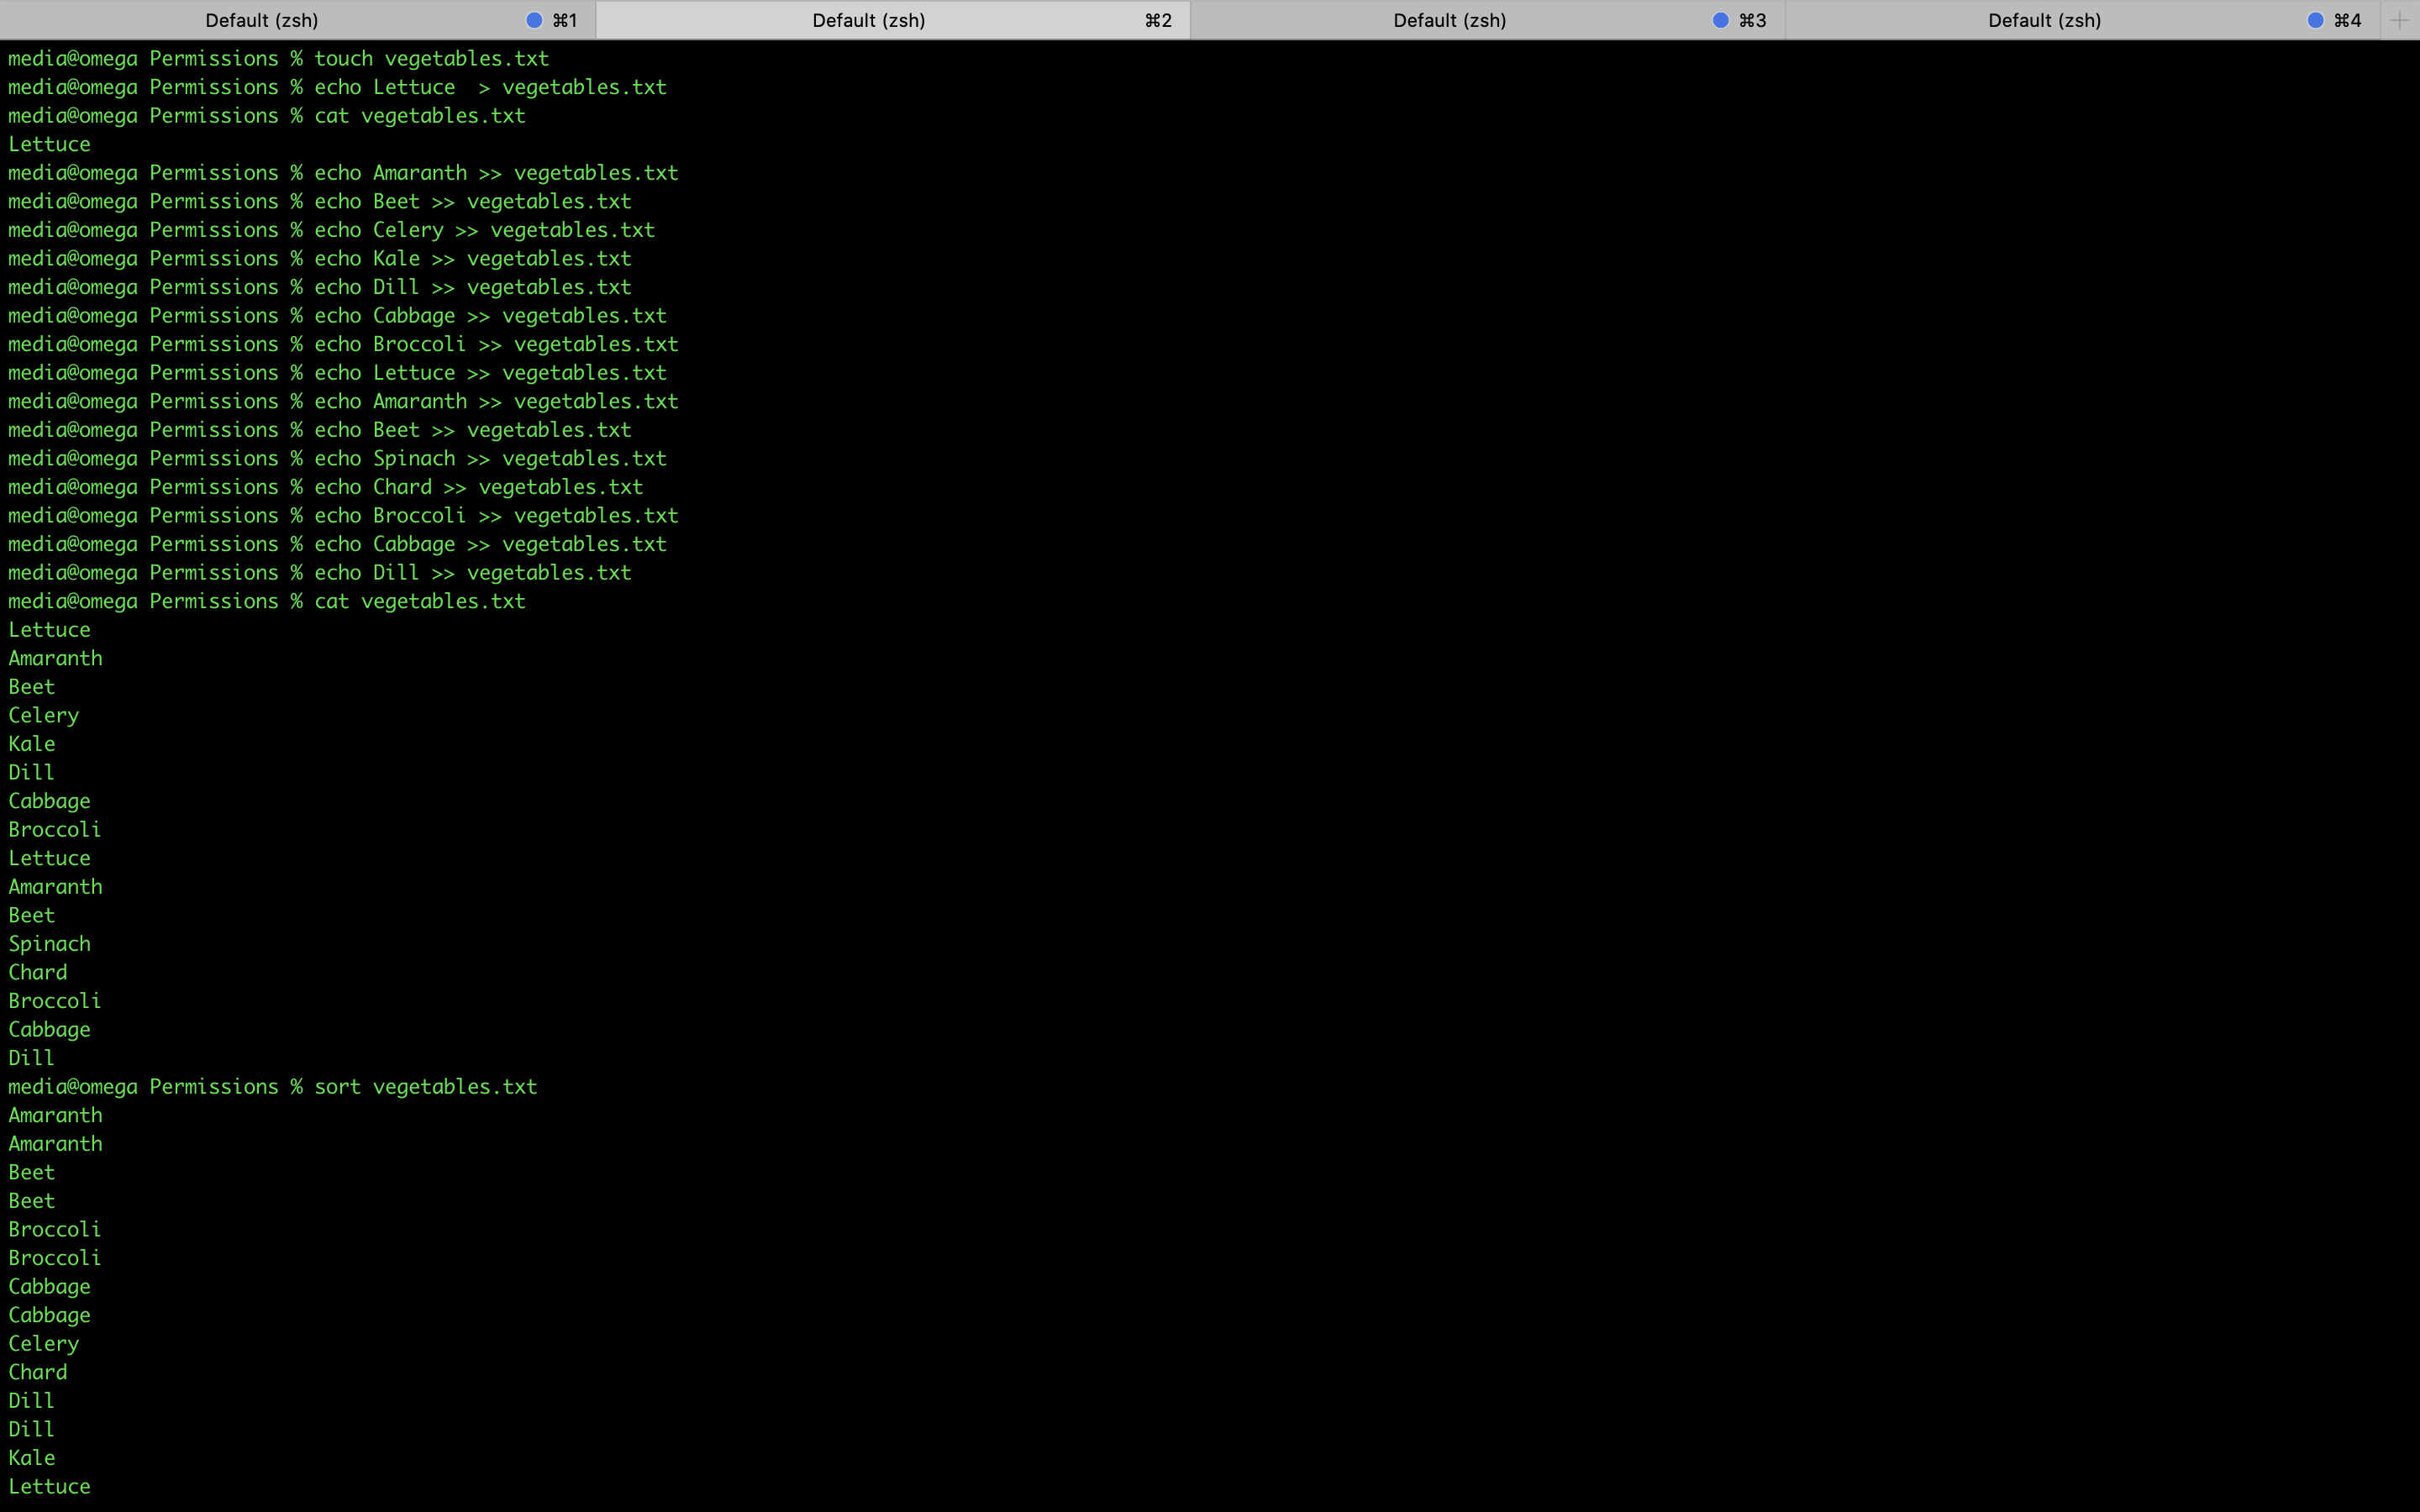 Default (zsh) ⌘1 Default (zsh) ⌘2 Default (zsh) ⌘3 Default (zsh) ⌘4
media@omega Permissions % touch vegetables.txt
media@omega Permissions % echo Lettuce  > vegetables.txt
media@omega Permissions % cat vegetables.txt
Lettuce
media@omega Permissions % echo Amaranth >> vegetables.txt
media@omega Permissions % echo Beet >> vegetables.txt
media@omega Permissions % echo Celery >> vegetables.txt
media@omega Permissions % echo Kale >> vegetables.txt
media@omega Permissions % echo Dill >> vegetables.txt
media@omega Permissions % echo Cabbage >> vegetables.txt
media@omega Permissions % echo Broccoli >> vegetables.txt
media@omega Permissions % echo Lettuce >> vegetables.txt
media@omega Permissions % echo Amaranth >> vegetables.txt
media@omega Permissions % echo Beet >> vegetables.txt
media@omega Permissions % echo Spinach >> vegetables.txt
media@omega Permissions % echo Chard >> vegetables.txt
media@omega Permissions % echo Broccoli >> vegetables.txt
media@omega Permissions % echo Cabbage >> vegetables.txt
media@omega Permissions % echo Dill >> vegetables.txt
media@omega Permissions % cat vegetables.txt
Lettuce
Amaranth
Beet
Celery
Kale
Dill
Cabbage
Broccoli
Lettuce
Amaranth
Beet
Spinach
Chard
Broccoli
Cabbage
Dill
media@omega Permissions % sort vegetables.txt
Amaranth
Amaranth
Beet
Beet
Broccoli
Broccoli
Cabbage
Cabbage
Celery
Chard
Dill
Dill
Kale
Lettuce